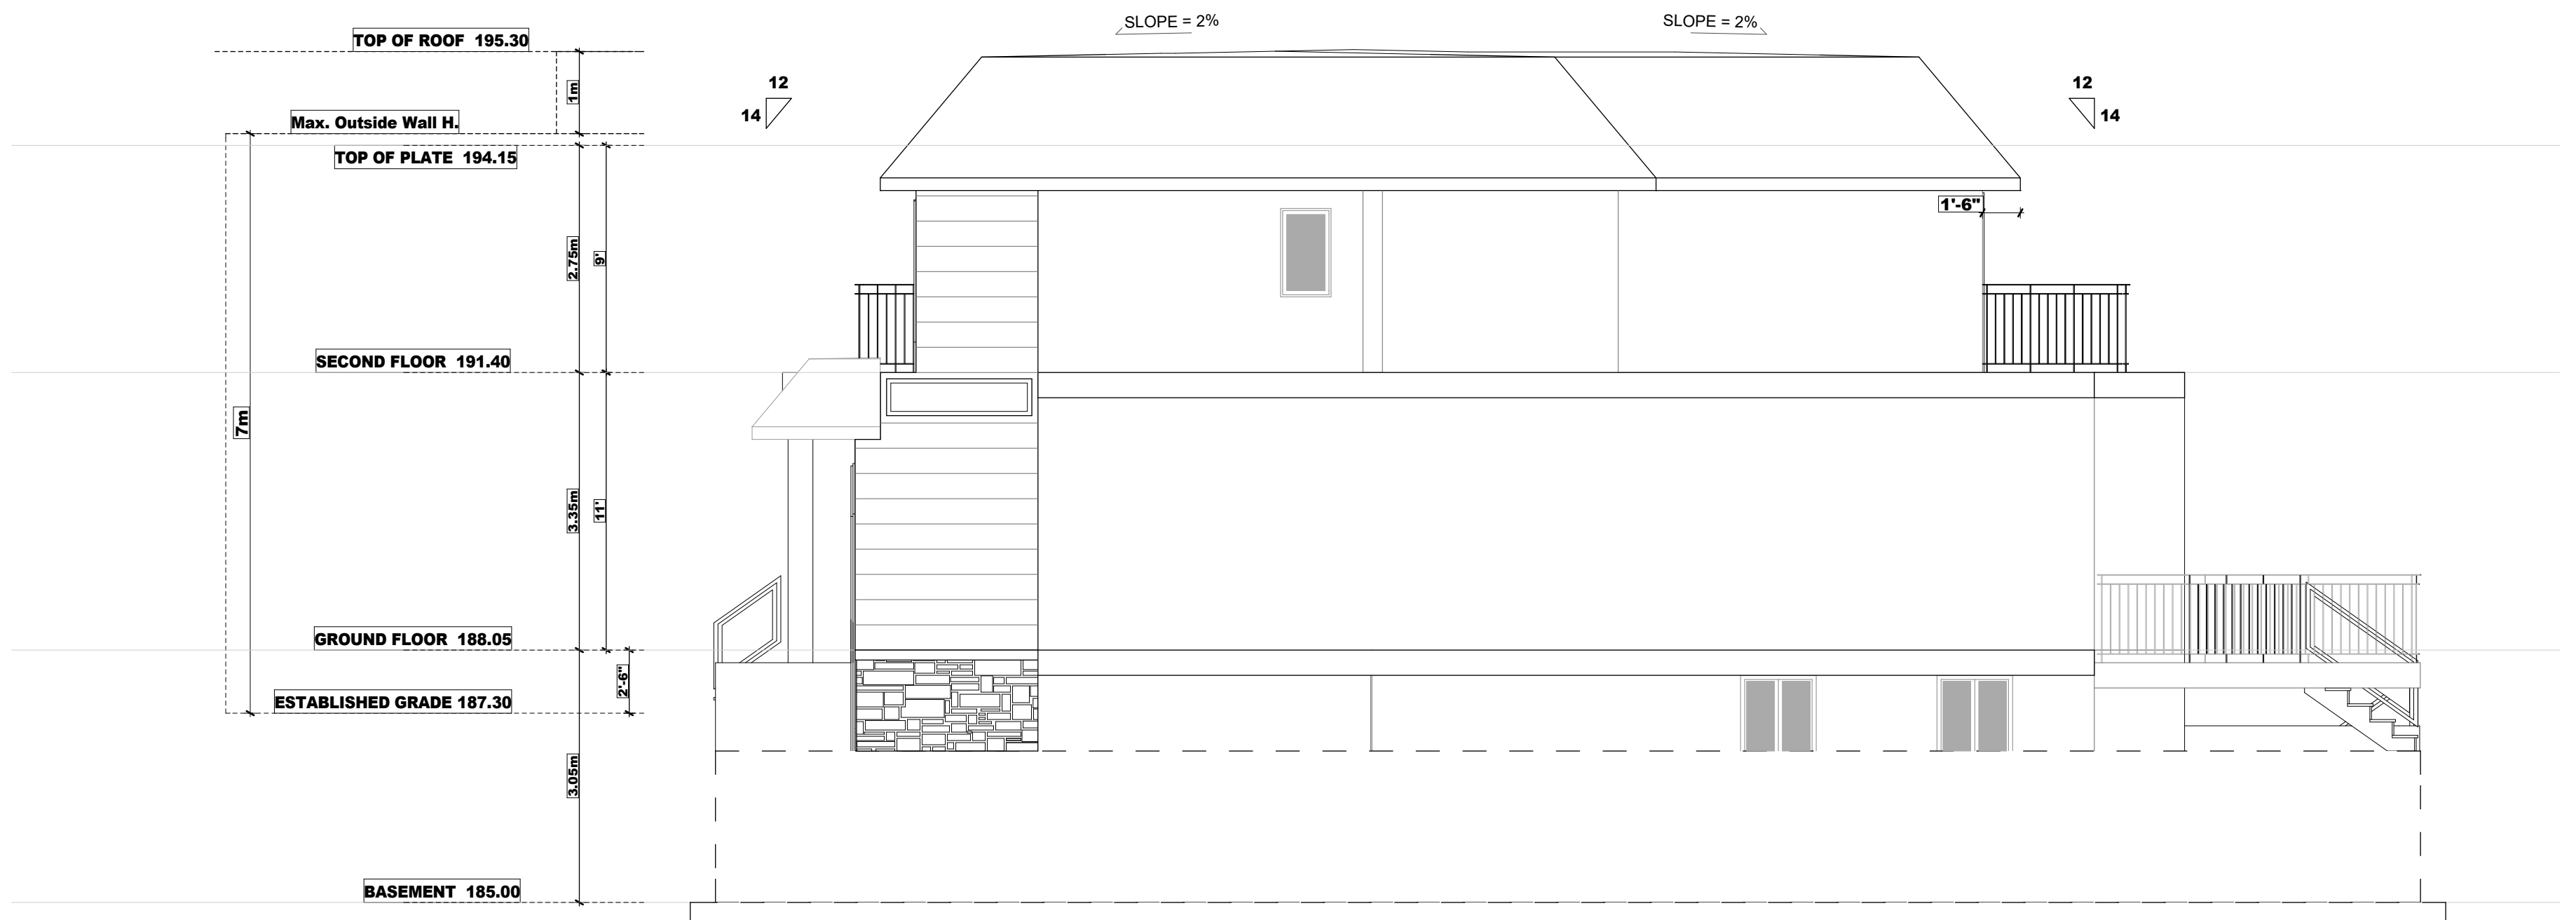 SLOPE = 2%
SLOPE = 2%
TOP OF ROOF 195.30
12
12
1m
14
14
Max. Outside Wall H.
TOP OF PLATE 194.15
1'-6"
2.75m
9'
SECOND FLOOR 191.40
7m
3.35m
11'
GROUND FLOOR 188.05
2'-6"
ESTABLISHED GRADE 187.30
3.05m
BASEMENT 185.00